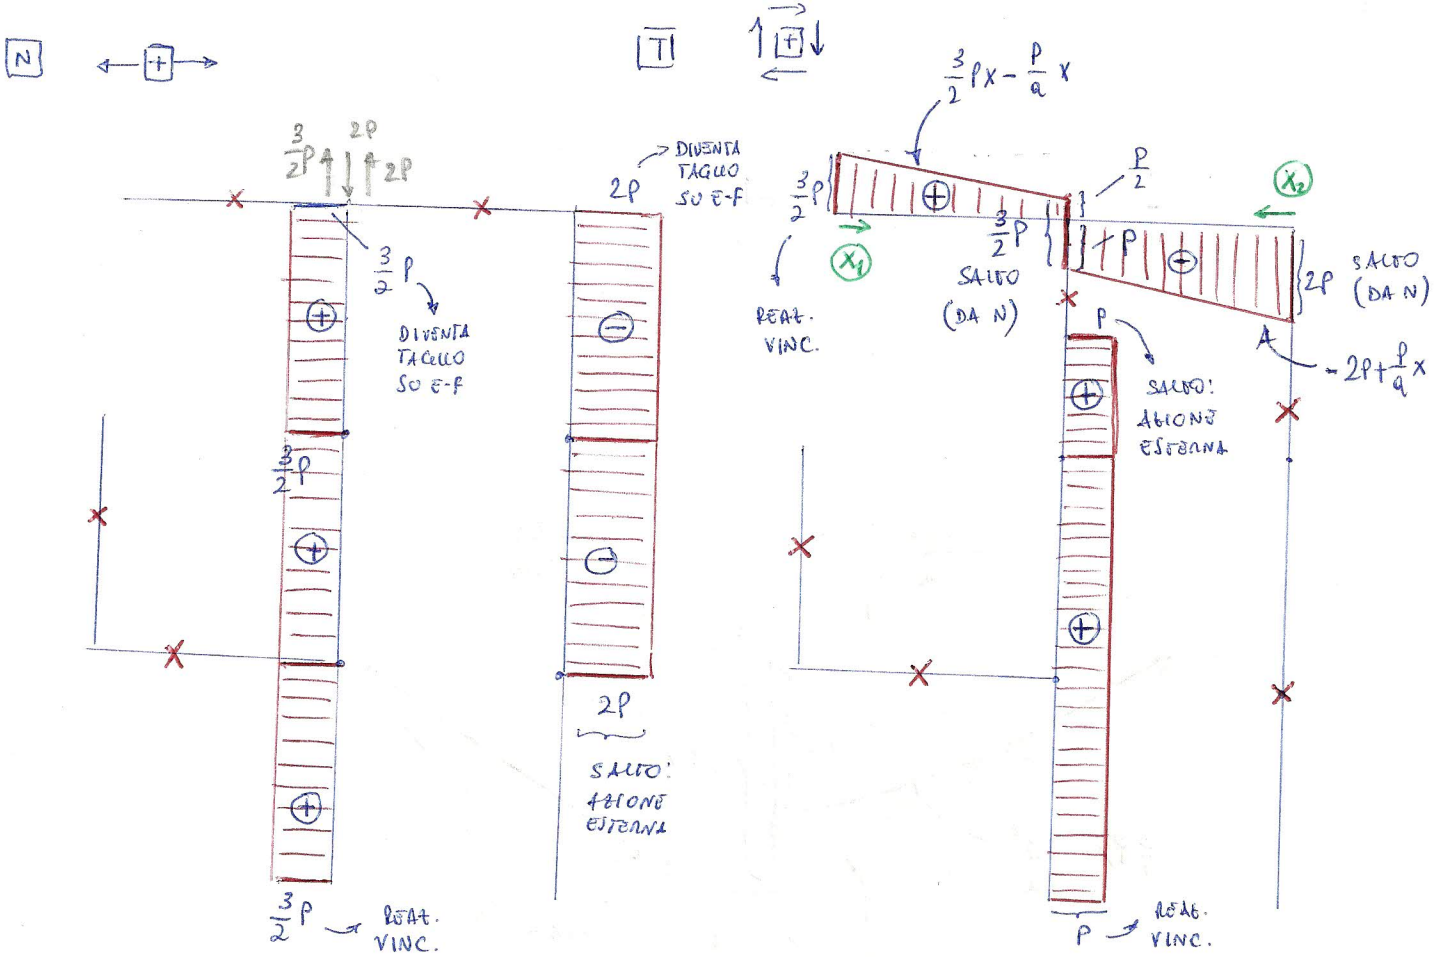 N
+
3/2 P
2P
2P
3/2 P
DIVENTA
TAGLIO
SU E-F
+
3/2 P
+
+
3/2 P
REAZ.
VINC.
2P
DIVENTA
TAGLIO
SU E-F
-
-
2P
SALTO:
AZIONE
ESTERNA
T
+
3/2 PX - P/a X
3/2 P
+
P/2
X1
X2
REAZ.
VINC.
3/2 P
SALTO
(DA N)
P
-
2P
SALTO
(DA N)
-2P + P/a X
P
SALTO:
AZIONE
ESTERNA
+
+
P
REAZ.
VINC.